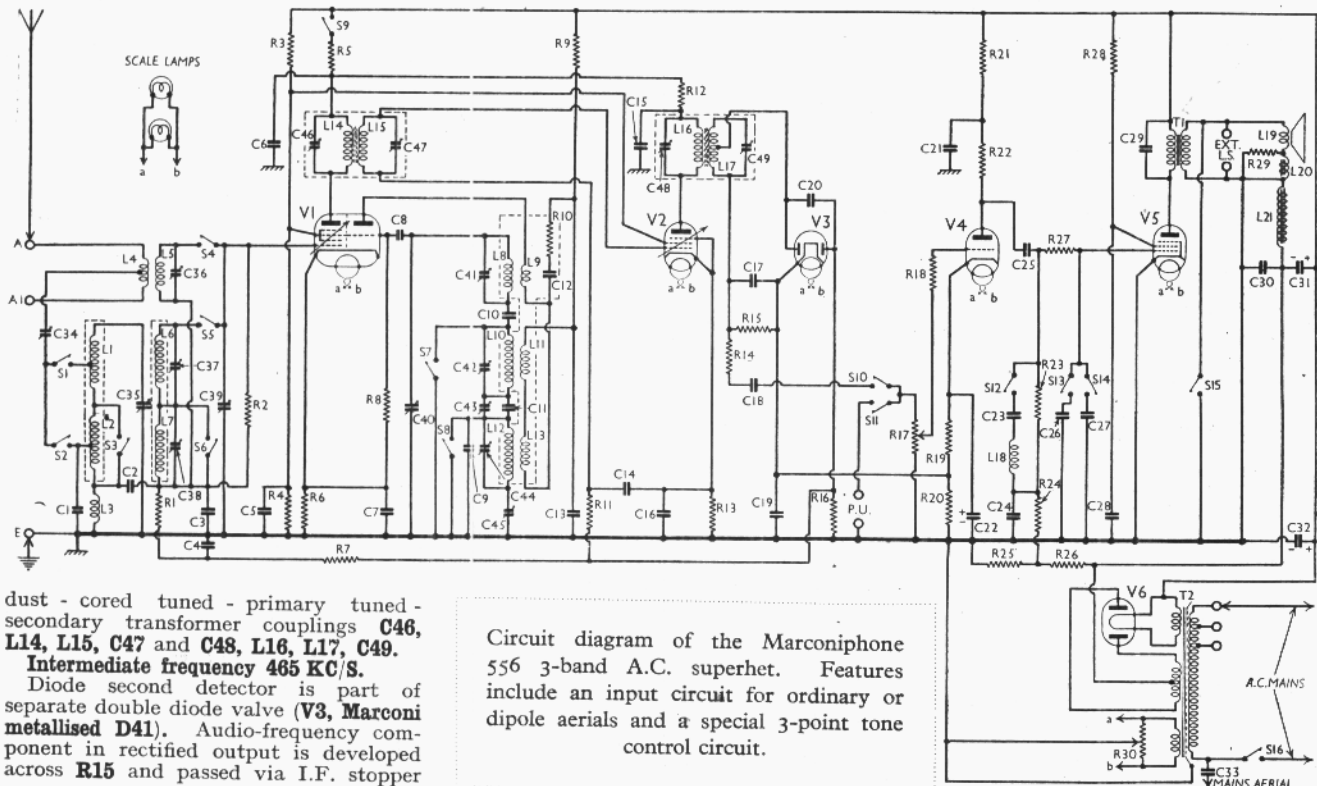 R3
S9
R5
R9
R21
R28
SCALE LAMPS
a b
C6
C46
L14
L15
C47
C15
R12
L16
L17
C48
C49
C21
R22
C29
T1
EXT. L.S.
L19
R29
L20
L21
V1
C8
R10
V2
C20
V3
V4
V5
A
L4
L5
S4
C36
a b
C41
L8
L9
C12
a b
C17
R18
a b
C25
R27
a b
C30
C31
A1
C34
S1
L1
L6
S5
C37
C10
L10
L11
S7
C42
R15
R14
C18
S10
S11
S12
R23
S13
S14
S15
C35
C39
R2
R8
C40
C43
C11
R17
C23
C26
C27
S2
L2
S3
L7
S6
S8
L12
L13
R19
L18
C2
C38
C9
C44
C14
R20
R24
C1
L3
R1
C3
C5
R4
R6
C7
C45
C13
R11
C16
R13
C19
R16
P.U.
C22
C24
C28
E
C4
R7
R25
R26
C32
V6
T2
dust - cored tuned - primary tuned -
secondary transformer couplings C46,
L14, L15, C47 and C48, L16, L17, C49.
Intermediate frequency 465 KC/S.
Diode second detector is part of
separate double diode valve (V3, Marconi
metallised D41). Audio-frequency com-
ponent in rectified output is developed
across R15 and passed via I.F. stopper
Circuit diagram of the Marconiphone
556 3-band A.C. superhet. Features
include an input circuit for ordinary or
dipole aerials and a special 3-point tone
control circuit.
A.C. MAINS
a
R30
b
S16
C33
MAINS AERIAL